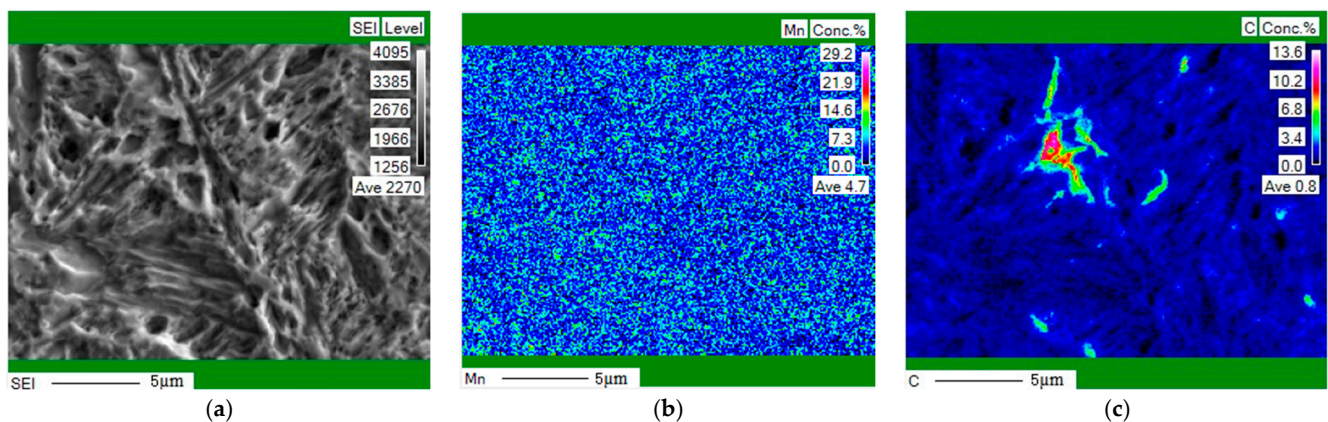 SEI Level
4095
3385
2676
1966
1256
Ave 2270
SEI 5μm
(a)
Mn Conc.%
29.2
21.9
14.6
7.3
0.0
Ave 4.7
Mn 5μm
(b)
C Conc.%
13.6
10.2
6.8
3.4
0.0
Ave 0.8
C 5μm
(c)